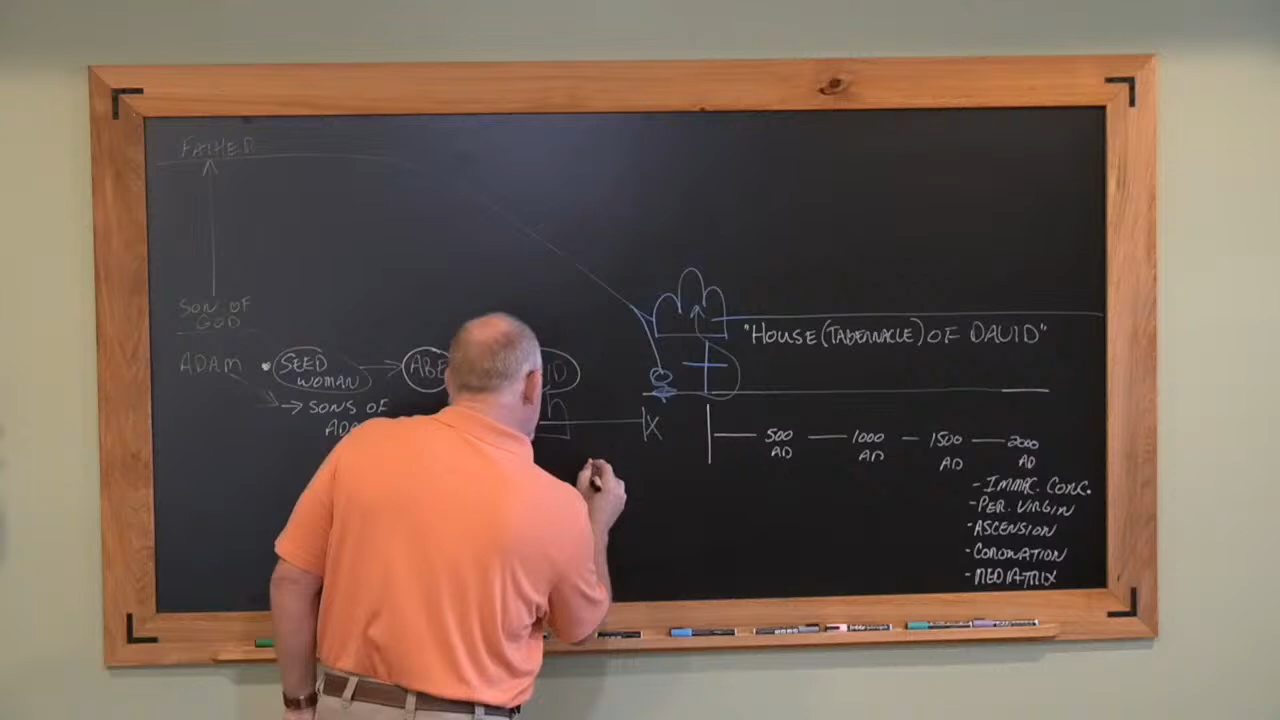 FATHER
SON OF
GOD
ADAM
SEED
WOMAN
SONS OF
"HOUSE (TABERNACLE) OF DAVID"
500
AD
1000
AD
1500
AD
2000
AD
- IMMAC. CONC.
- PER. VIRGIN
- ASCENSION
- CORONATION
- MEDIATRIX